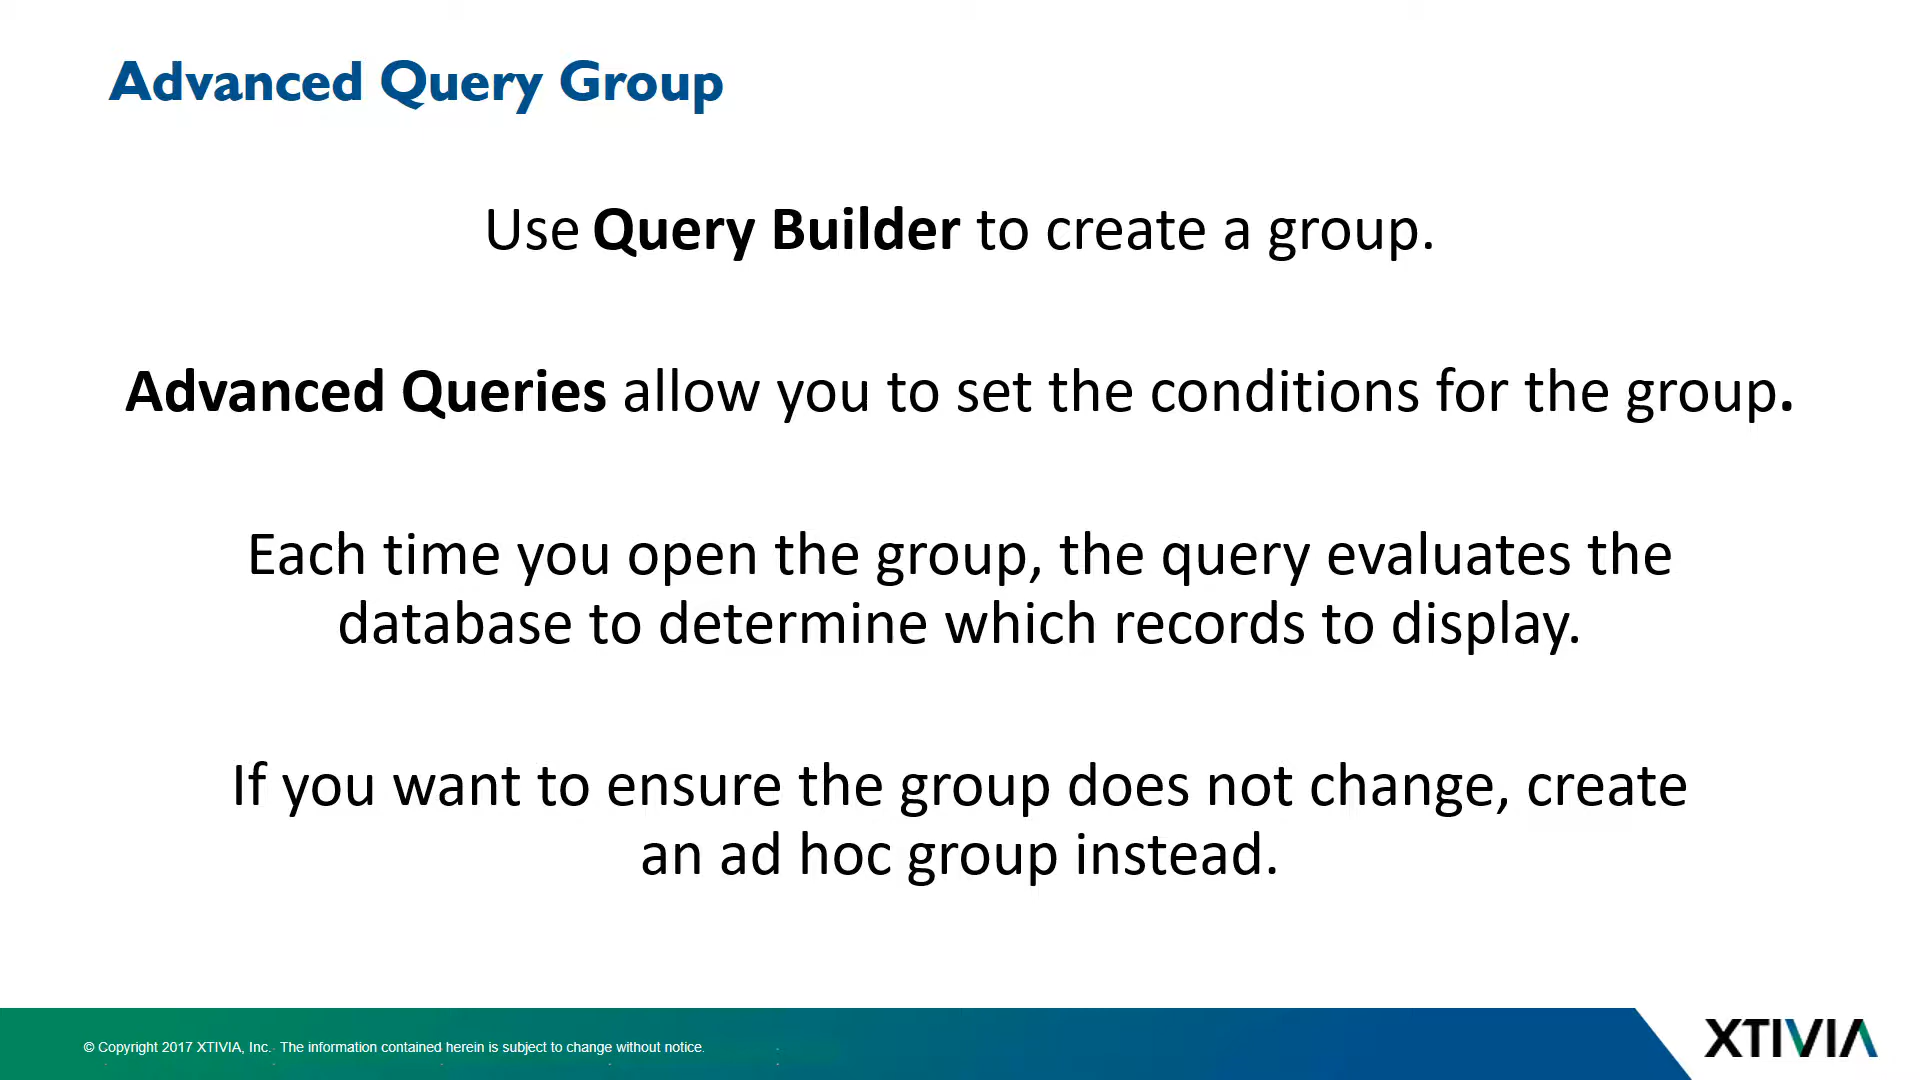 Advanced Query Group
Use Query Builder to create a group.
Advanced Queries allow you to set the conditions for the group.
Each time you open the group, the query evaluates the
database to determine which records to display.
If you want to ensure the group does not change, create
an ad hoc group instead.
© Copyright 2017 XTIVIA, Inc. The information contained herein is subject to change without notice.
XTIVIA